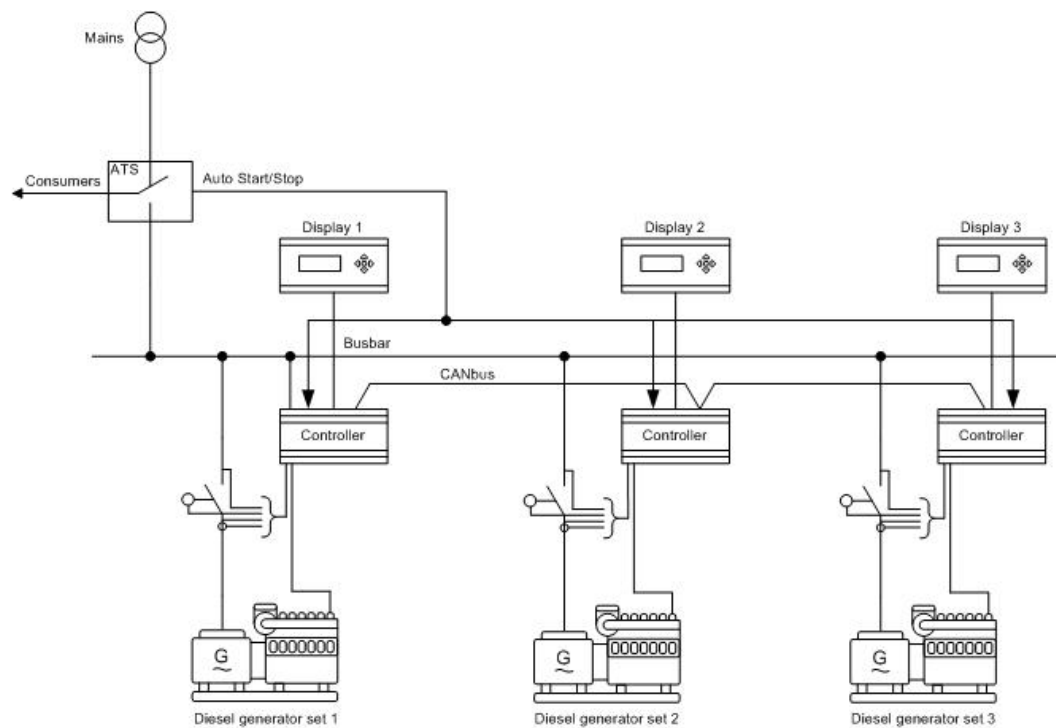 Mains
ATS
Consumers
Auto Start/Stop
Display 1
Display 2
Display 3
Busbar
CANbus
Controller
Controller
Controller
G
G
G
Diesel generator set 1
Diesel generator set 2
Diesel generator set 3